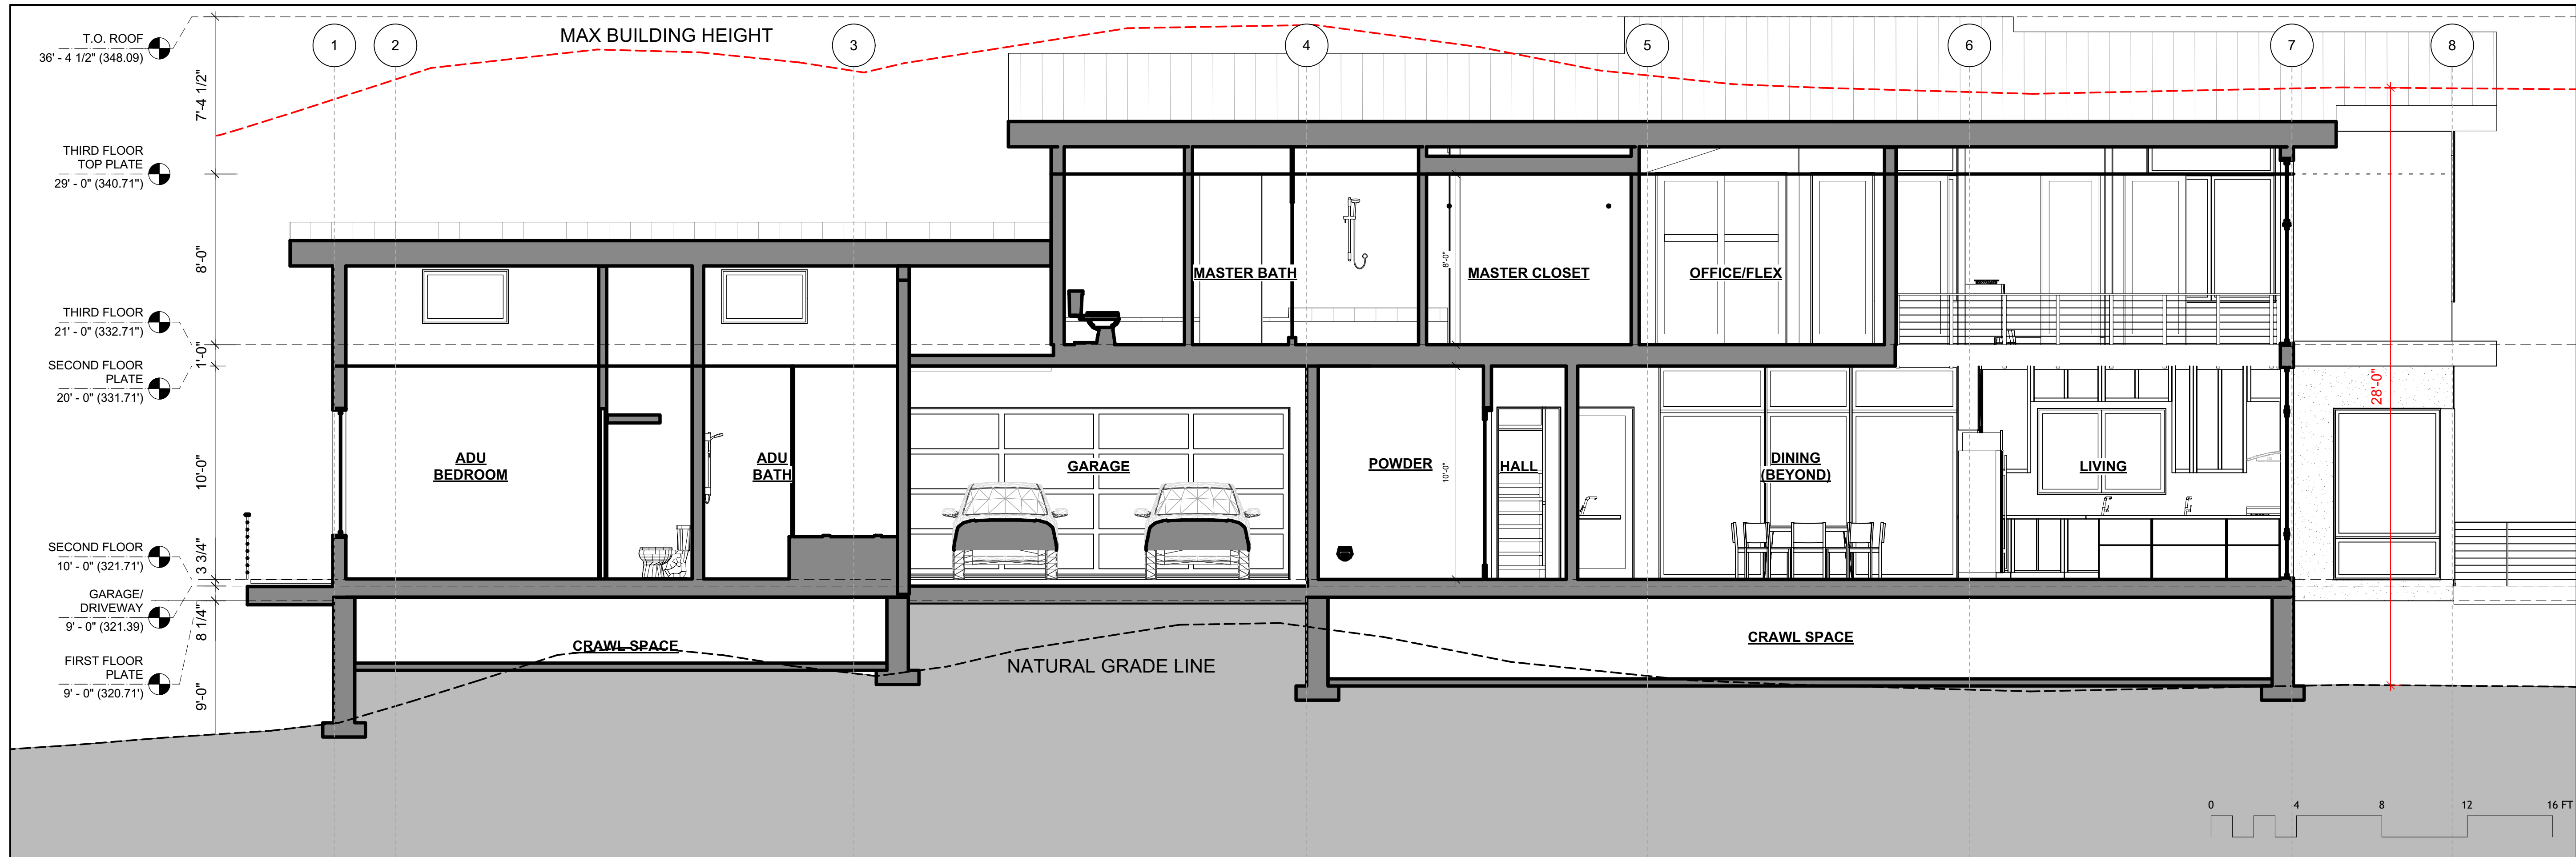 MAX BUILDING HEIGHT
1
2
3
4
5
6
7
8
T.O. ROOF
36' - 4 1/2" (348.09)
7'-4 1/2"
THIRD FLOOR
TOP PLATE
29' - 0" (340.71")
8'-0"
THIRD FLOOR
21' - 0" (332.71")
1'-0"
SECOND FLOOR
PLATE
20' - 0" (331.71')
10'-0"
SECOND FLOOR
10' - 0" (321.71')
3 3/4"
GARAGE/
DRIVEWAY
9' - 0" (321.39)
8 1/4"
FIRST FLOOR
PLATE
9' - 0" (320.71')
9'-0"
MASTER BATH
8'-0"
MASTER CLOSET
OFFICE/FLEX
28'-0"
ADU
BEDROOM
ADU
BATH
GARAGE
POWDER
10'-0"
HALL
DINING
(BEYOND)
LIVING
CRAWL SPACE
NATURAL GRADE LINE
CRAWL SPACE
0 4 8 12 16 FT